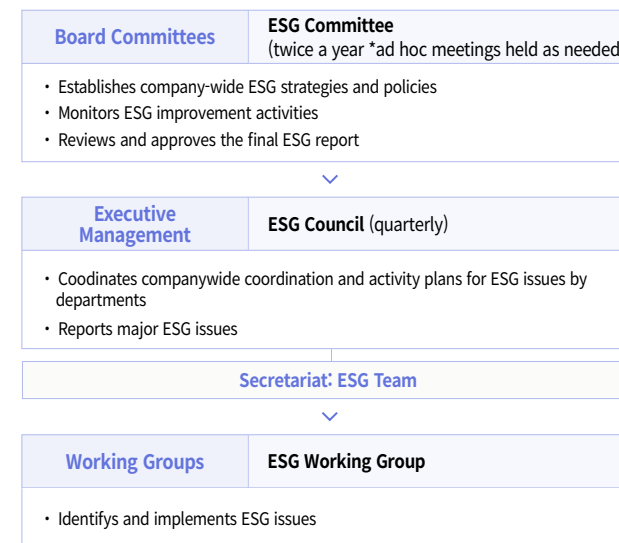 Board Committees
ESG Committee
(twice a year *ad hoc meetings held as needed
• Establishes company-wide ESG strategies and policies
• Monitors ESG improvement activities
• Reviews and approves the final ESG report
Executive
Management
ESG Council (quarterly)
• Coodinates companywide coordination and activity plans for ESG issues by
departments
• Reports major ESG issues
Secretariat: ESG Team
Working Groups
ESG Working Group
• Identifys and implements ESG issues